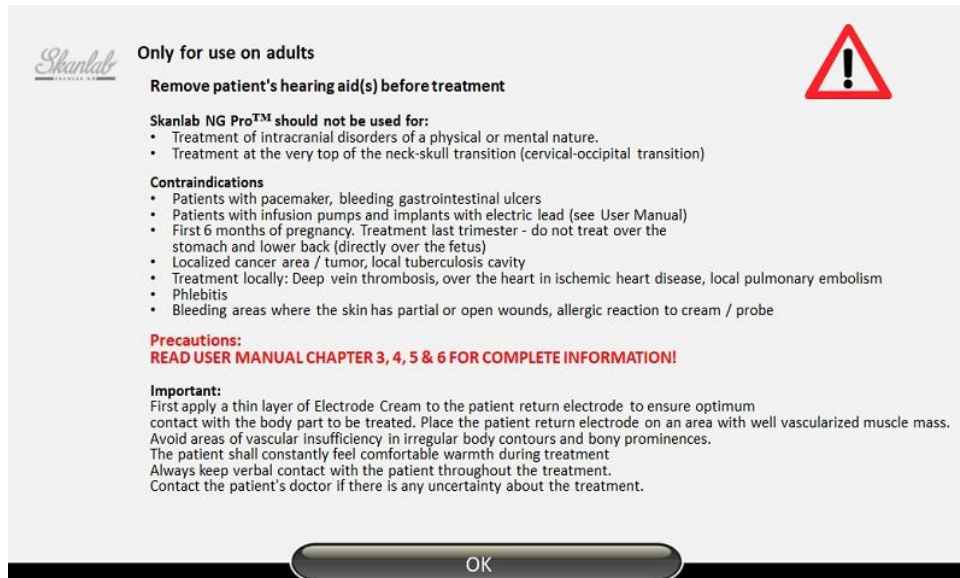 Skanlab
Only for use on adults
Remove patient's hearing aid(s) before treatment
Skanlab NG Pro™ should not be used for:
• Treatment of intracranial disorders of a physical or mental nature.
• Treatment at the very top of the neck-skull transition (cervical-occipital transition)
Contraindications
• Patients with pacemaker, bleeding gastrointestinal ulcers
• Patients with infusion pumps and implants with electric lead (see User Manual)
• First 6 months of pregnancy. Treatment last trimester - do not treat over the
stomach and lower back (directly over the fetus)
• Localized cancer area / tumor, local tuberculosis cavity
• Treatment locally: Deep vein thrombosis, over the heart in ischemic heart disease, local pulmonary embolism
• Phlebitis
• Bleeding areas where the skin has partial or open wounds, allergic reaction to cream / probe
Precautions:
READ USER MANUAL CHAPTER 3, 4, 5 & 6 FOR COMPLETE INFORMATION!
Important:
First apply a thin layer of Electrode Cream to the patient return electrode to ensure optimum
contact with the body part to be treated. Place the patient return electrode on an area with well vascularized muscle mass.
Avoid areas of vascular insufficiency in irregular body contours and bony prominences.
The patient shall constantly feel comfortable warmth during treatment
Always keep verbal contact with the patient throughout the treatment.
Contact the patient's doctor if there is any uncertainty about the treatment.
OK